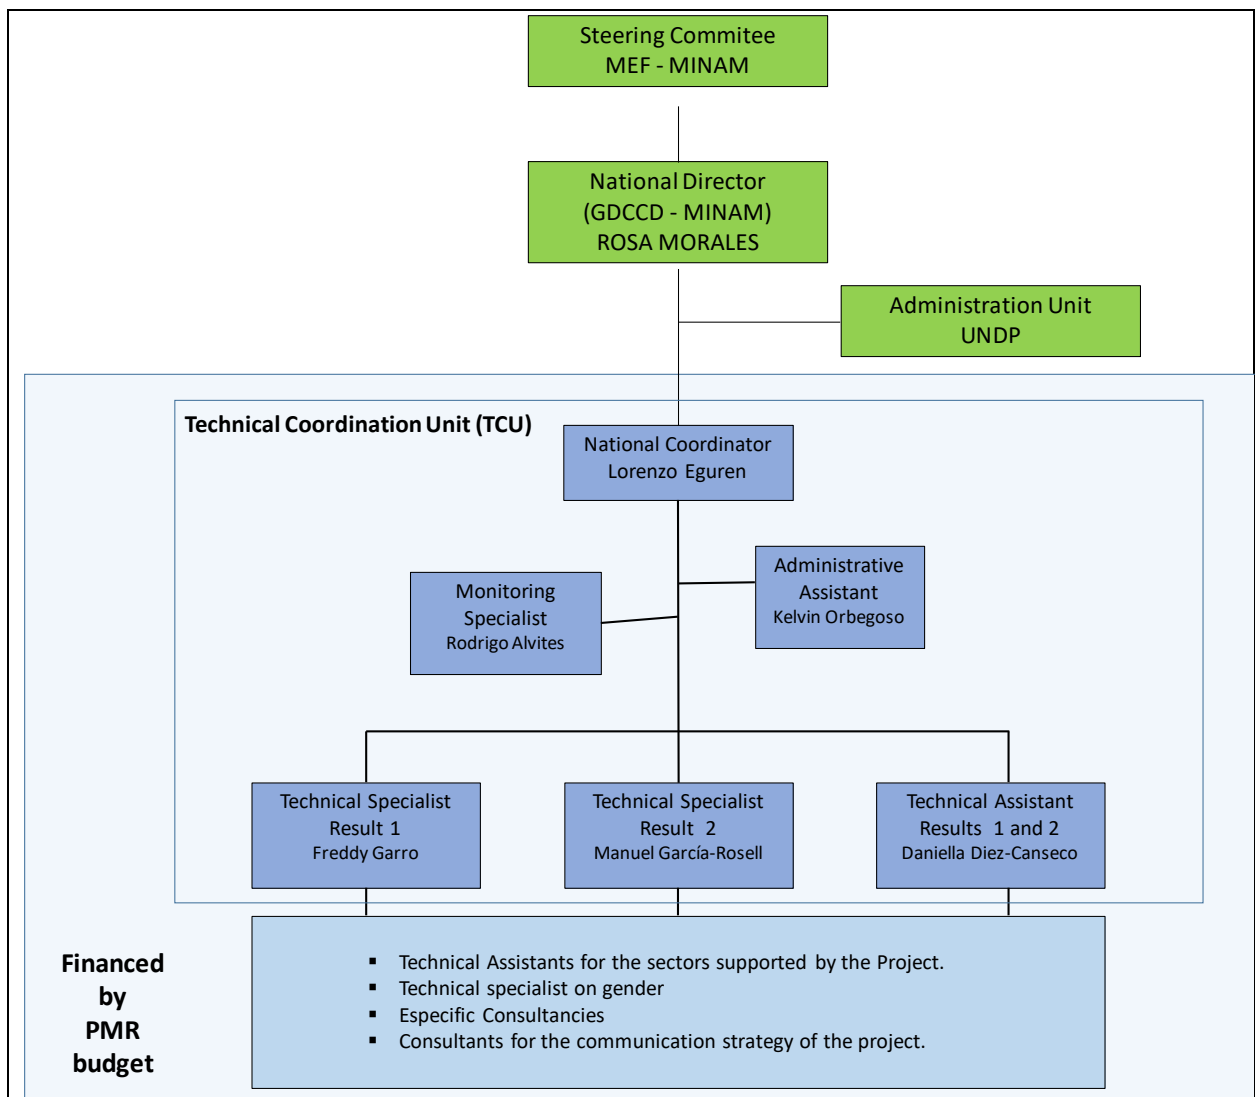 Steering Commitee
MEF - MINAM
National Director
(GDCCD - MINAM)
ROSA MORALES
Administration Unit
UNDP
Technical Coordination Unit (TCU)
National Coordinator
Lorenzo Eguren
Administrative
Assistant
Kelvin Orbegoso
Monitoring
Specialist
Rodrigo Alvites
Technical Specialist
Result 1
Freddy Garro
Technical Specialist
Result 2
Manuel García-Rosell
Technical Assistant
Results 1 and 2
Daniella Diez-Canseco
Financed
by
PMR
budget
▪ Technical Assistants for the sectors supported by the Project.
▪ Technical specialist on gender
▪ Especific Consultancies
▪ Consultants for the communication strategy of the project.